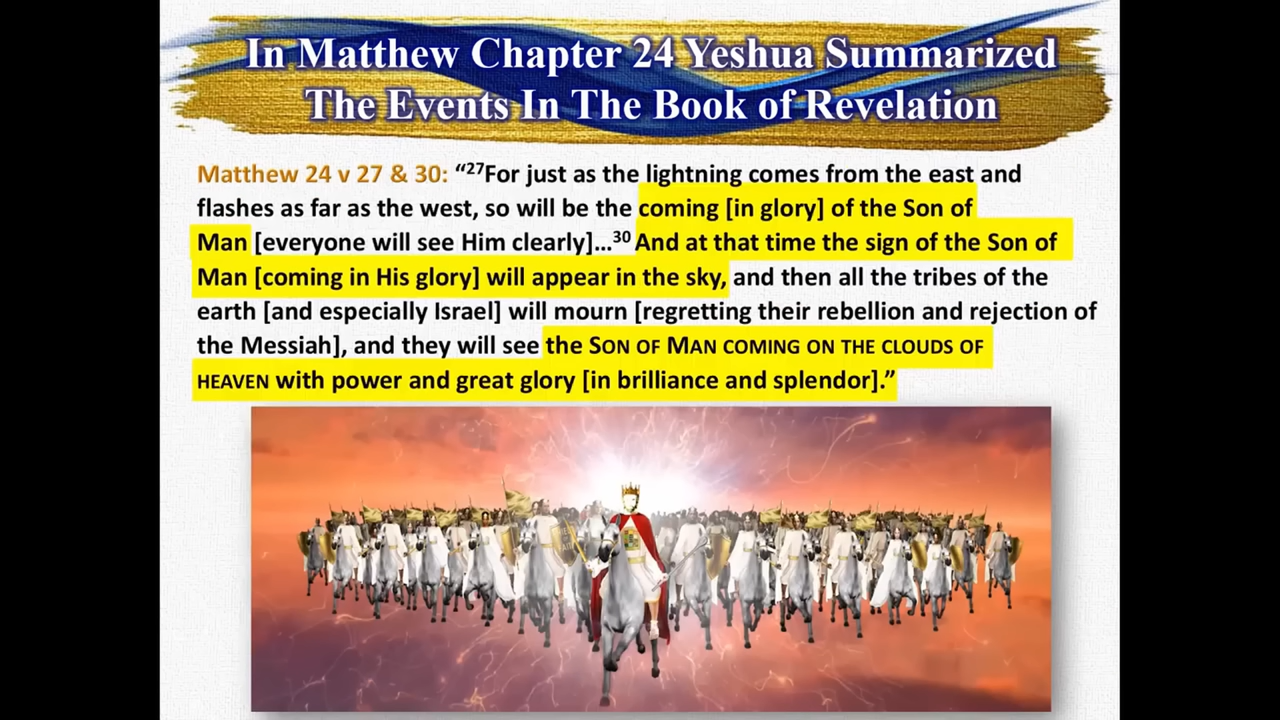 In Matthew Chapter 24 Yeshua Summarized
The Events In The Book of Revelation
Matthew 24 v 27 & 30: “²⁷For just as the lightning comes from the east and
flashes as far as the west, so will be the coming [in glory] of the Son of
Man [everyone will see Him clearly]…³⁰ And at that time the sign of the Son of
Man [coming in His glory] will appear in the sky, and then all the tribes of the
earth [and especially Israel] will mourn [regretting their rebellion and rejection of
the Messiah], and they will see the SON OF MAN COMING ON THE CLOUDS OF
HEAVEN with power and great glory [in brilliance and splendor].”